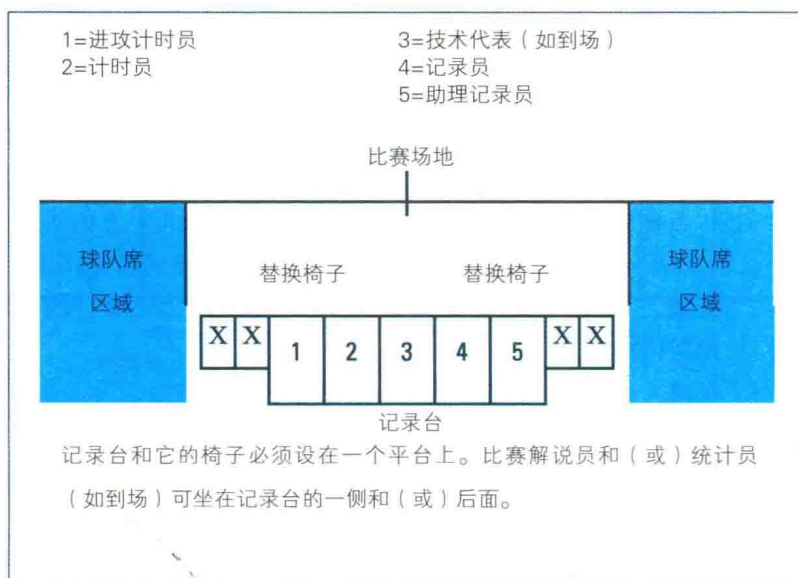 1=进攻计时员
2=计时员
3=技术代表（如到场）
4=记录员
5=助理记录员
比赛场地
球队席
区域
替换椅子
替换椅子
球队席
区域
X X 1 2 3 4 5 X X
记录台
记录台和它的椅子必须设在一个平台上。比赛解说员和（或）统计员
（如到场）可坐在记录台的一侧和（或）后面。